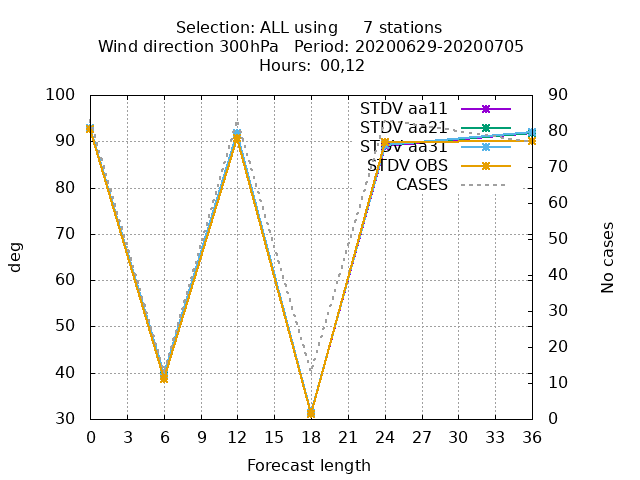 Selection: ALL using     7 stations
Wind direction 300hPa   Period: 20200629-20200705
Hours:  00,12
100
90
80
70
60
50
40
30
deg
90
80
70
60
50
40
30
20
10
0
No cases
STDV aa11
STDV aa21
STDV aa31
STDV OBS
CASES
0 3 6 9 12 15 18 21 24 27 30 33 36
Forecast length